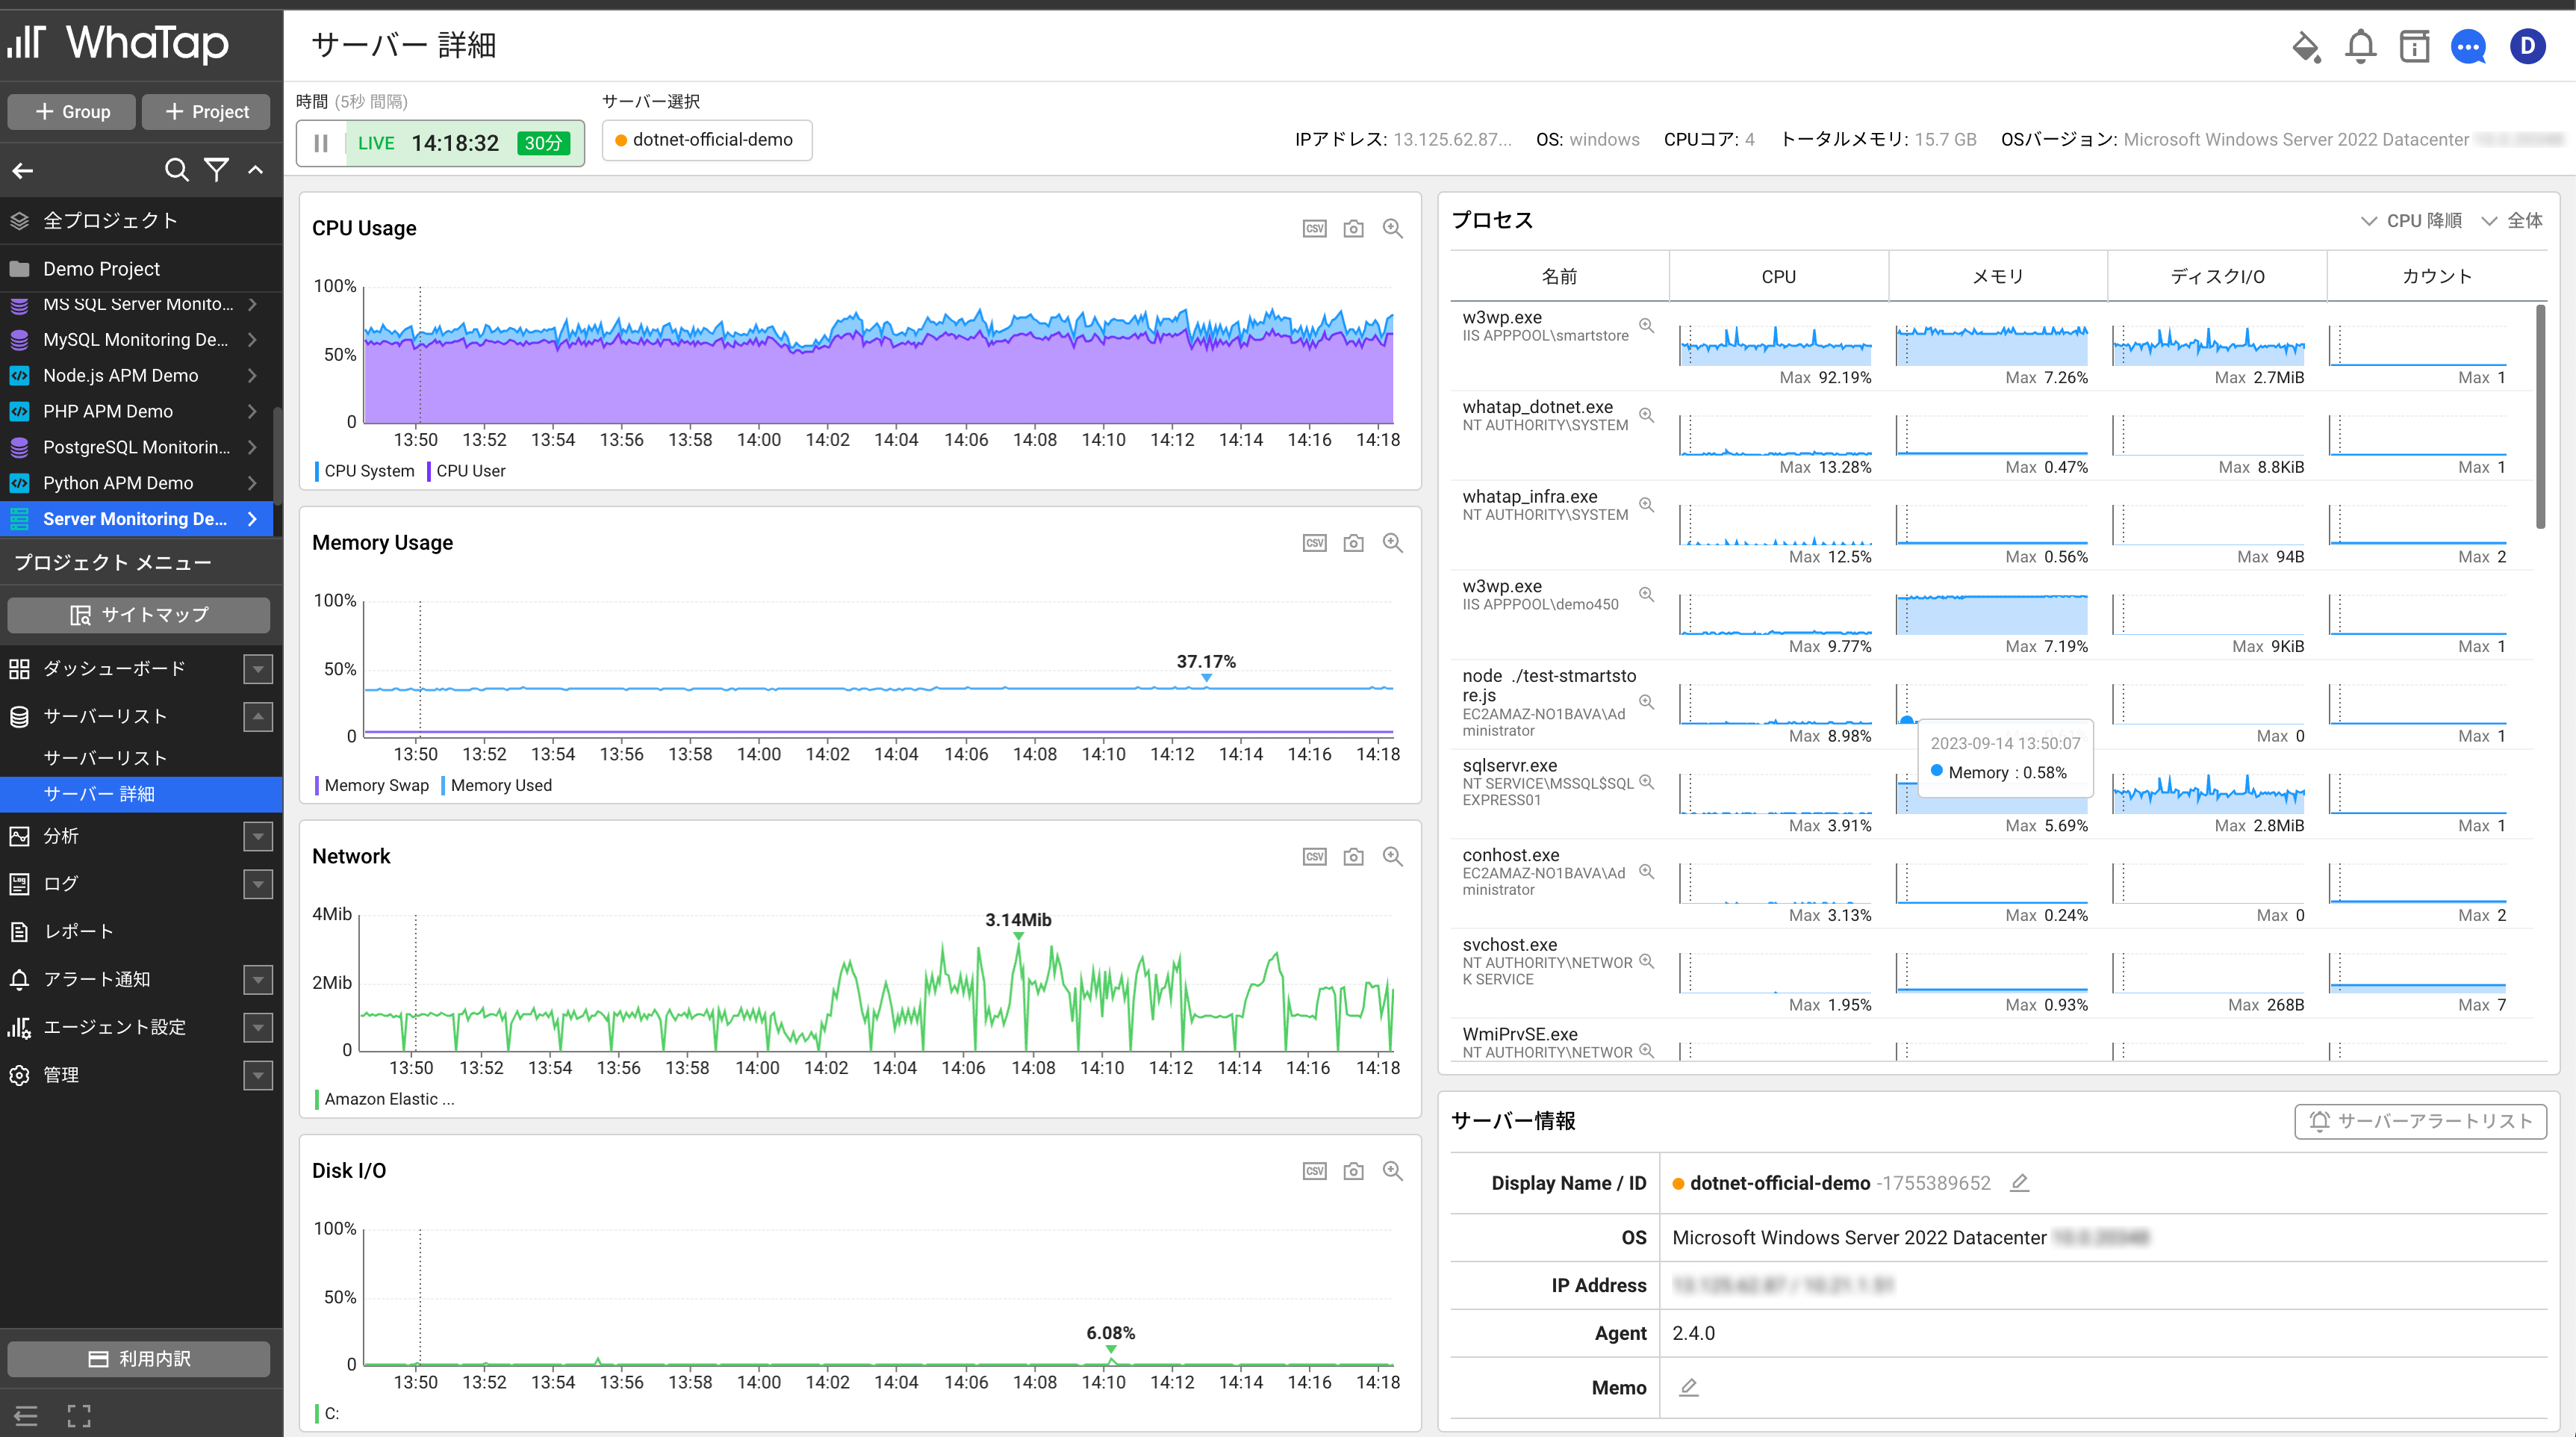 WhaTap
サーバー 詳細
D
Group
Project
時間 (5秒 間隔)
サーバー選択
LIVE 14:18:32 30分
dotnet-official-demo
IPアドレス: 13.125.62.87... OS: windows CPUコア: 4 トータルメモリ: 15.7 GB OSバージョン: Microsoft Windows Server 2022 Datacenter
全プロジェクト
Demo Project
MS SQL Server Monito...
MySQL Monitoring De...
Node.js APM Demo
PHP APM Demo
PostgreSQL Monitorin...
Python APM Demo
Server Monitoring De...
プロジェクト メニュー
サイトマップ
ダッシューボード
サーバーリスト
サーバーリスト
サーバー 詳細
分析
ログ
レポート
アラート通知
エージェント設定
管理
利用内訳
CPU Usage
CSV
100%
50%
0
13:50 13:52 13:54 13:56 13:58 14:00 14:02 14:04 14:06 14:08 14:10 14:12 14:14 14:16 14:18
CPU System CPU User
Memory Usage
CSV
100%
50%
0
37.17%
13:50 13:52 13:54 13:56 13:58 14:00 14:02 14:04 14:06 14:08 14:10 14:12 14:14 14:16 14:18
Memory Swap Memory Used
Network
CSV
4Mib
2Mib
0
3.14Mib
13:50 13:52 13:54 13:56 13:58 14:00 14:02 14:04 14:06 14:08 14:10 14:12 14:14 14:16 14:18
Amazon Elastic ...
Disk I/O
CSV
100%
50%
0
6.08%
13:50 13:52 13:54 13:56 13:58 14:00 14:02 14:04 14:06 14:08 14:10 14:12 14:14 14:16 14:18
C:
プロセス
CPU 降順 全体
名前 CPU メモリ ディスクI/O カウント
w3wp.exe
IIS APPPOOL\smartstore
Max 92.19% Max 7.26% Max 2.7MiB Max 1
whatap_dotnet.exe
NT AUTHORITY\SYSTEM
Max 13.28% Max 0.47% Max 8.8KiB Max 1
whatap_infra.exe
NT AUTHORITY\SYSTEM
Max 12.5% Max 0.56% Max 94B Max 2
w3wp.exe
IIS APPPOOL\demo450
Max 9.77% Max 7.19% Max 9KiB Max 1
node ./test-stmartsto
re.js
EC2AMAZ-NO1BAVA\Ad
ministrator
Max 8.98% Max 0 Max 1
2023-09-14 13:50:07
Memory : 0.58%
sqlservr.exe
NT SERVICE\MSSQL$SQL
EXPRESS01
Max 3.91% Max 5.69% Max 2.8MiB Max 1
conhost.exe
EC2AMAZ-NO1BAVA\Ad
ministrator
Max 3.13% Max 0.24% Max 0 Max 2
svchost.exe
NT AUTHORITY\NETWOR
K SERVICE
Max 1.95% Max 0.93% Max 268B Max 7
WmiPrvSE.exe
NT AUTHORITY\NETWOR
サーバー情報
サーバーアラートリスト
Display Name / ID dotnet-official-demo -1755389652
OS Microsoft Windows Server 2022 Datacenter
IP Address
Agent 2.4.0
Memo